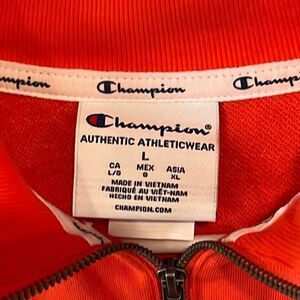 Champion
Champion
hampion
Champion®
AUTHENTIC ATHLETICWEAR
L
CA MEX ASIA
L/G G XL
MADE IN VIETNAM
FABRIQUÉ AU VIÊT-NAM
HECHO EN VIETNAM
CHAMPION.COM